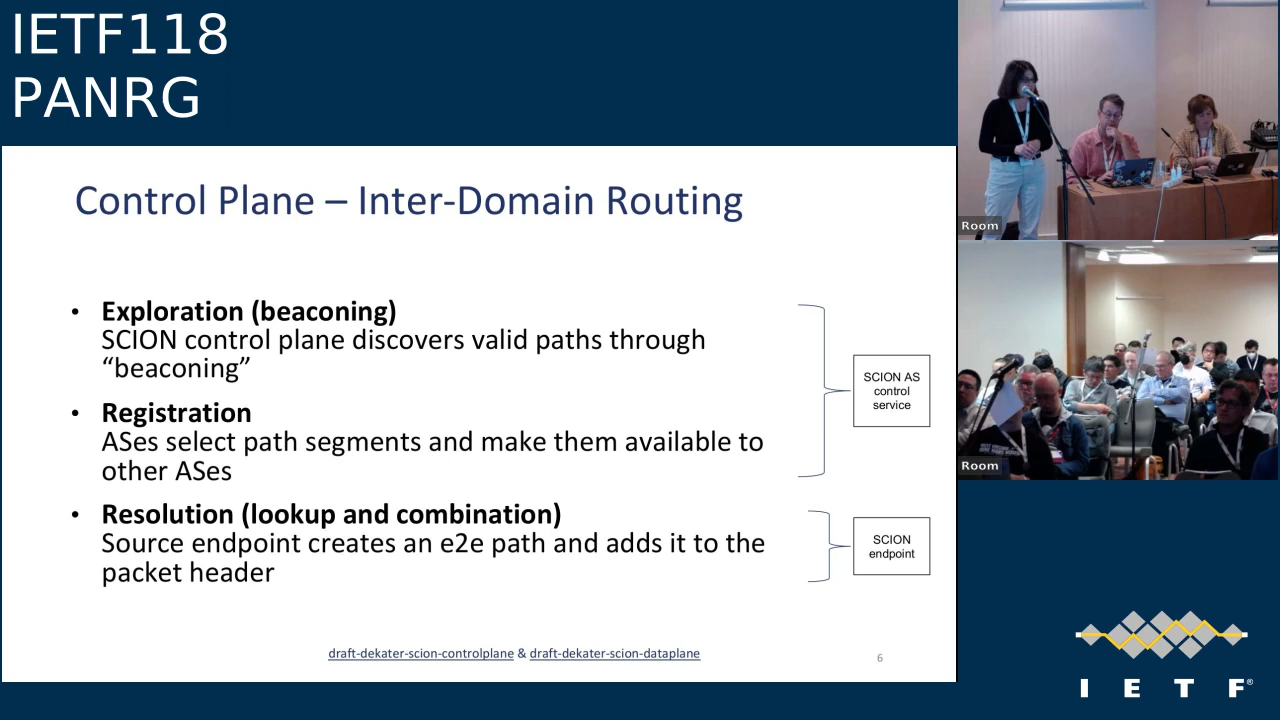 IETF118
PANRG
Control Plane – Inter-Domain Routing
• Exploration (beaconing)
SCION control plane discovers valid paths through
“beaconing”
• Registration
ASes select path segments and make them available to
other ASes
• Resolution (lookup and combination)
Source endpoint creates an e2e path and adds it to the
packet header
SCION AS
control
service
SCION
endpoint
draft-dekater-scion-controlplane & draft-dekater-scion-dataplane
6
Room
Room
I E T F®